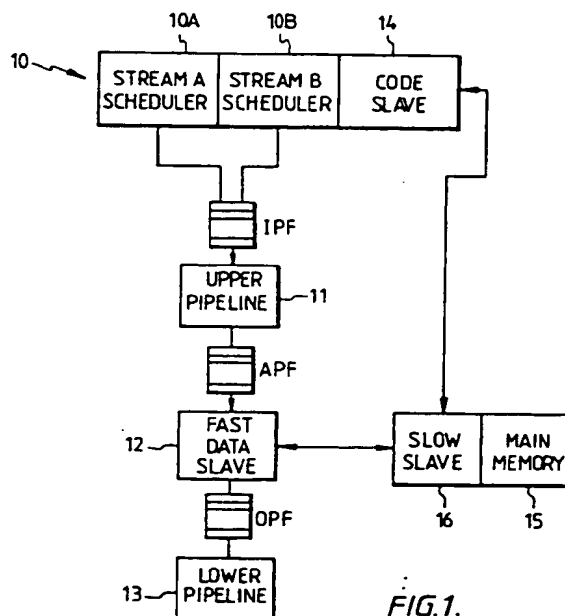 10A
10B
14
10
STREAM A
SCHEDULER
STREAM B
SCHEDULER
CODE
SLAVE
IPF
UPPER
PIPELINE
11
APF
12
FAST
DATA
SLAVE
SLOW
SLAVE
MAIN
MEMORY
OPF
16
15
13
LOWER
PIPELINE
FIG.1.